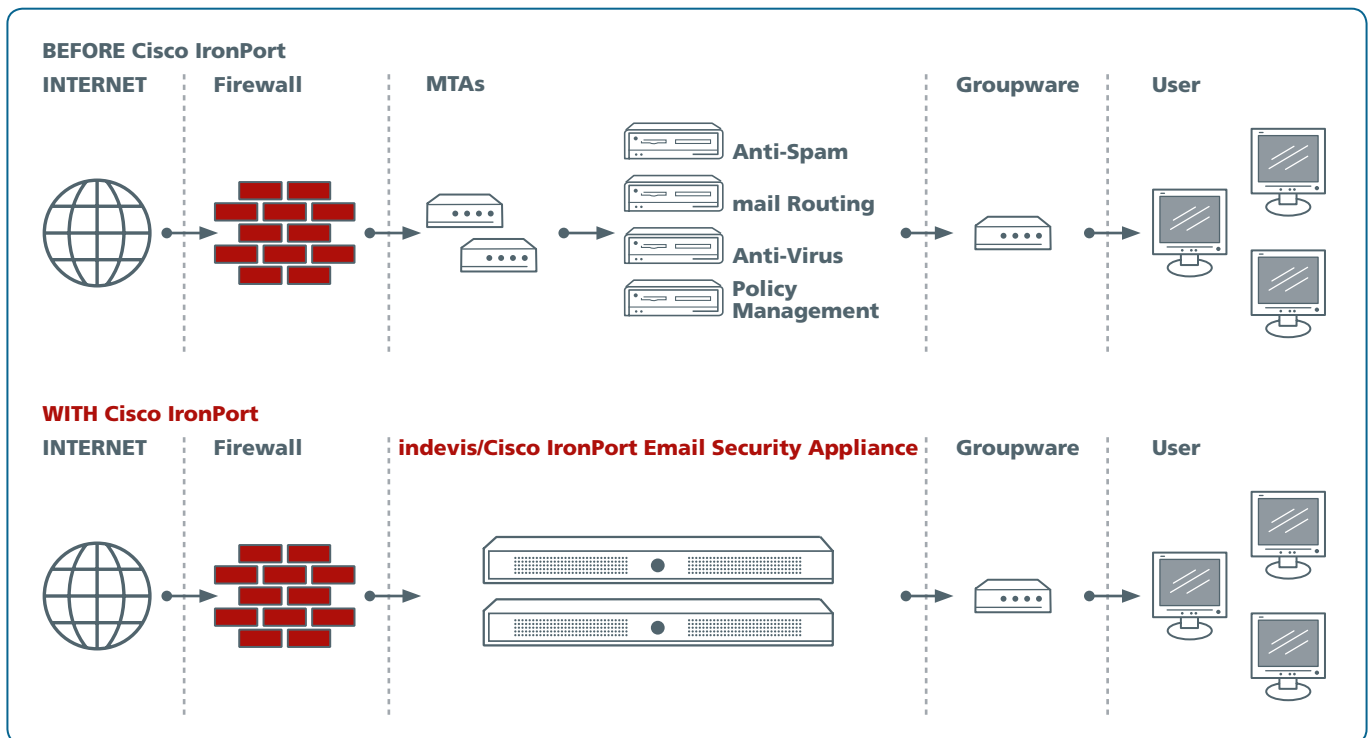 BEFORE Cisco IronPort
INTERNET
Firewall
MTAs
Groupware
User
Anti-Spam
mail Routing
Anti-Virus
Policy
Management
WITH Cisco IronPort
INTERNET
Firewall
indevis/Cisco IronPort Email Security Appliance
Groupware
User